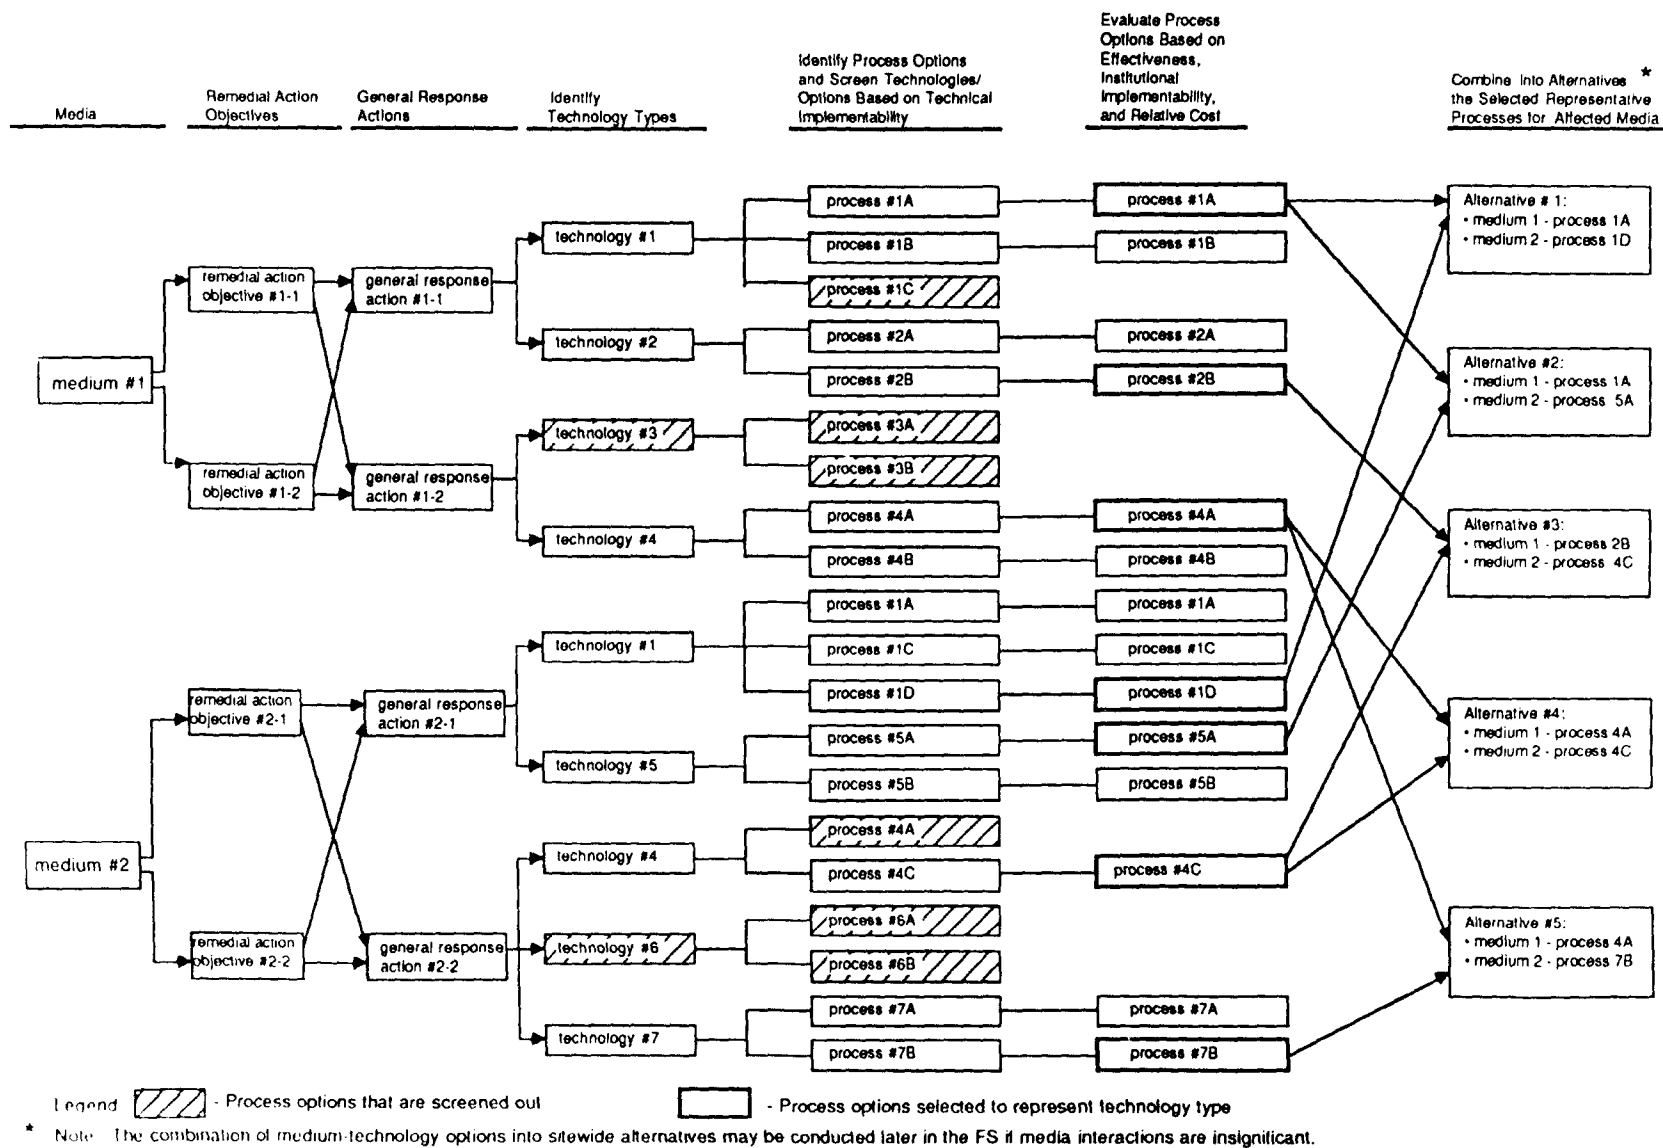 Media
Remedial Action
Objectives
General Response
Actions
Identify
Technology Types
Identify Process Options
and Screen Technologies/
Options Based on Technical
Implementability
Evaluate Process
Options Based on
Effectiveness,
Institutional
Implementability,
and Relative Cost
Combine Into Alternatives *
the Selected Representative
Processes for Affected Media
medium #1
remedial action
objective #1-1
remedial action
objective #1-2
general response
action #1-1
general response
action #1-2
technology #1
technology #2
technology #3
technology #4
process #1A
process #1B
process #1C
process #2A
process #2B
process #3A
process #3B
process #4A
process #4B
process #1A
process #1B
process #2A
process #2B
process #4A
process #4B
medium #2
remedial action
objective #2-1
remedial action
objective #2-2
general response
action #2-1
general response
action #2-2
technology #1
technology #5
technology #4
technology #6
technology #7
process #1A
process #1C
process #1D
process #5A
process #5B
process #4A
process #4C
process #6A
process #6B
process #7A
process #7B
process #1A
process #1C
process #1D
process #5A
process #5B
process #4C
process #7A
process #7B
Alternative # 1:
• medium 1 - process 1A
• medium 2 - process 1D
Alternative #2:
• medium 1 - process 1A
• medium 2 - process 5A
Alternative #3:
• medium 1 - process 2B
• medium 2 - process 4C
Alternative #4:
• medium 1 - process 4A
• medium 2 - process 4C
Alternative #5:
• medium 1 - process 4A
• medium 2 - process 7B
Legend - Process options that are screened out - Process options selected to represent technology type
* Note The combination of medium-technology options into sitewide alternatives may be conducted later in the FS if media interactions are insignificant.